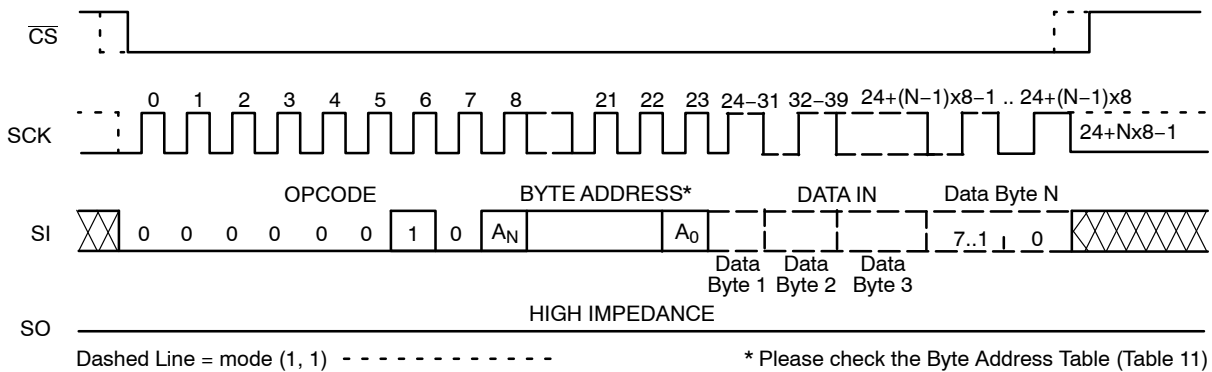 CS
0 1 2 3 4 5 6 7 8 21 22 23 24−31 32−39 24+(N−1)x8-1 .. 24+(N−1)x8
SCK
24+Nx8−1
OPCODE BYTE ADDRESS* DATA IN Data Byte N
SI 0 0 0 0 0 0 1 0 AN A0 7..1 0
Data Byte 1 Data Byte 2 Data Byte 3
HIGH IMPEDANCE
SO
Dashed Line = mode (1, 1) * Please check the Byte Address Table (Table 11)